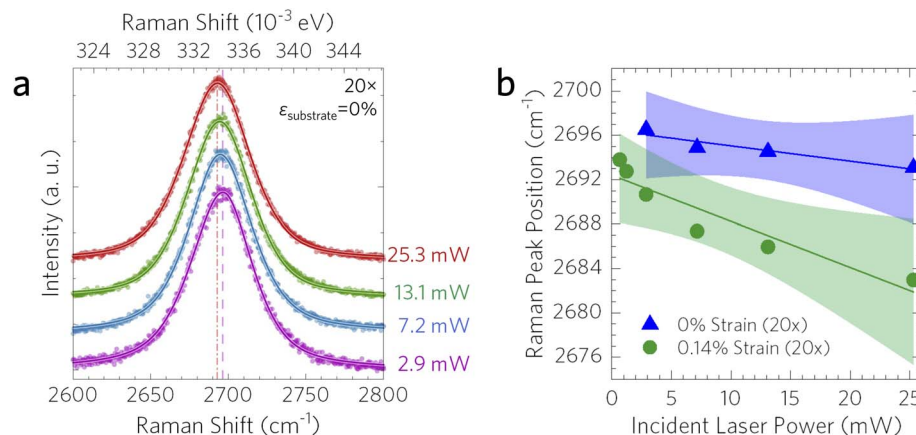 a
Raman Shift (10⁻³ eV)
324 328 330 334 336 340 344
20×
εsubstrate=0%
25.3 mW
13.1 mW
7.2 mW
2.9 mW
Intensity (a. u.)
2600 2650 2700 2750 2800
Raman Shift (cm⁻¹)
b
2700
2696
2692
2688
2684
2680
2676
Raman Peak Position (cm⁻¹)
0% Strain (20x)
0.14% Strain (20x)
0 5 10 15 20 25
Incident Laser Power (mW)